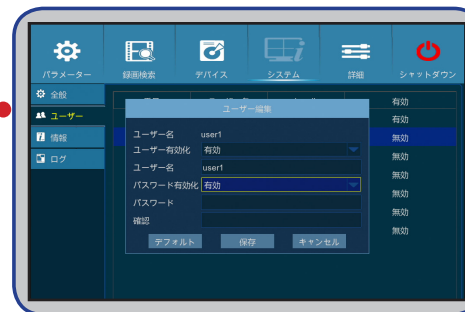 パラメーター 録画検索 デバイス システム 詳細 シャットダウン
全般
ユーザー
情報
ログ
有効
有効
無効
無効
無効
無効
無効
無効
ユーザー編集
ユーザー名 user1
ユーザー有効化 有効
ユーザー名 user1
パスワード有効化 有効
パスワード
確認
デフォルト 保存 キャンセル